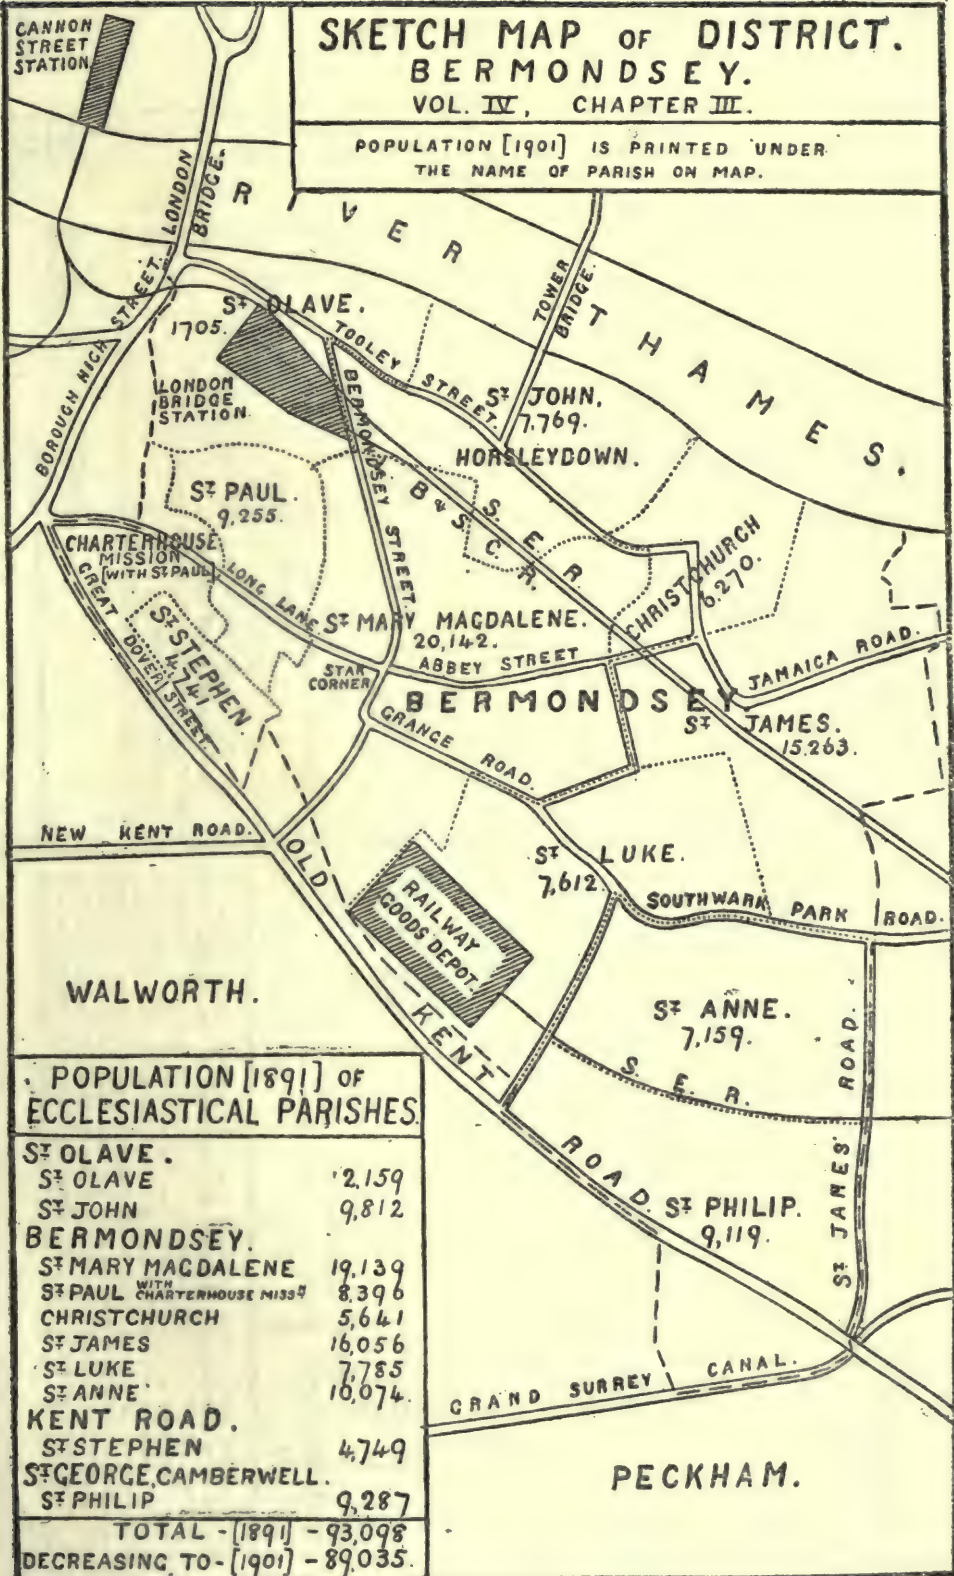 CANNON
STREET
STATION.
SKETCH MAP OF DISTRICT.
BERMONDSEY.
VOL. IV, CHAPTER III.
POPULATION [1901] IS PRINTED UNDER
THE NAME OF PARISH ON MAP.
LONDON BRIDGE.
RIVER THAMES.
TOWER BRIDGE.
BOROUGH HIGH STREET.
ST OLAVE.
1705.
TOOLEY STREET.
LONDON
BRIDGE
STATION.
BERMONDSEY STREET.
ST JOHN.
7.769.
HORSLEYDOWN.
ST PAUL.
9,255.
B & S.C.R.
S.E.R.
CHRISTCHURCH
6.270.
CHARTERHOUSE
MISSION
[WITH ST PAUL]
LONG LANE
ST MARY MAGDALENE.
20,142.
GREAT DOVER STREET.
ST STEPHEN.
4,741
STAR
CORNER
ABBEY STREET
JAMAICA ROAD.
BERMONDSEY.
GRANGE ROAD
ST JAMES.
15.263.
NEW KENT ROAD.
OLD KENT ROAD.
ST LUKE.
7,612.
RAILWAY
GOODS DEPOT.
SOUTHWARK PARK ROAD.
WALWORTH.
ST ANNE.
7,159.
S. E. R.
ST JAMES' ROAD.
ST PHILIP.
9,119.
GRAND SURREY CANAL.
PECKHAM.
POPULATION [1891] OF
ECCLESIASTICAL PARISHES.
ST OLAVE.
ST OLAVE 2,159
ST JOHN 9,812
BERMONDSEY.
ST MARY MAGDALENE 19,139
ST PAUL WITH CHARTERHOUSE MISSN 8,396
CHRISTCHURCH 5,641
ST JAMES 16,056
ST LUKE 7,785
ST ANNE 10,074.
KENT ROAD.
ST STEPHEN 4,749
ST GEORGE, CAMBERWELL.
ST PHILIP 9,287
TOTAL - [1891] - 93,098
DECREASING TO - [1901] - 89,035.